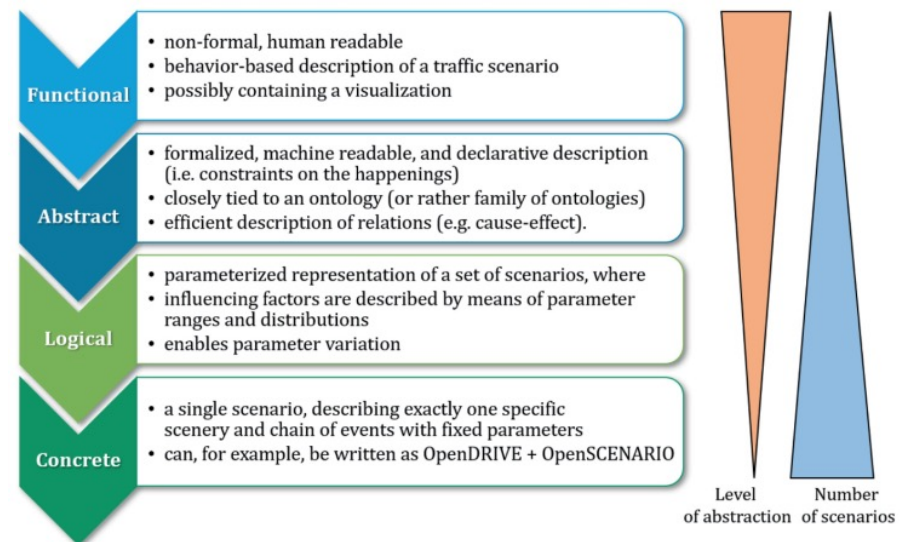 Functional
• non-formal, human readable
• behavior-based description of a traffic scenario
• possibly containing a visualization
Abstract
• formalized, machine readable, and declarative description
(i.e. constraints on the happenings)
• closely tied to an ontology (or rather family of ontologies)
• efficient description of relations (e.g. cause-effect).
Logical
• parameterized representation of a set of scenarios, where
• influencing factors are described by means of parameter
ranges and distributions
• enables parameter variation
Concrete
• a single scenario, describing exactly one specific
scenery and chain of events with fixed parameters
• can, for example, be written as OpenDRIVE + OpenSCENARIO
Level
of abstraction
Number
of scenarios